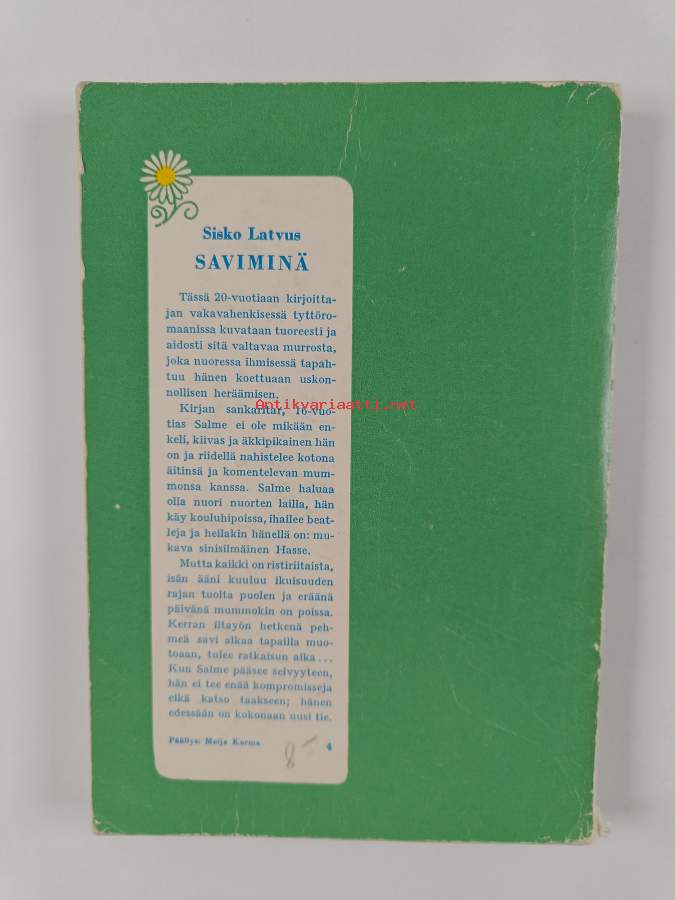 Sisko Latvus
SAVIMINÄ
Tässä 20-vuotiaan kirjoitta-
jan vakavahenkisessä tyttöro-
maanissa kuvataan tuoreesti ja
aidosti sitä valtavaa murrosta,
joka nuoressa ihmisessä tapah-
tuu hänen koettuaan uskon-
nollisen heräämisen.
Antikvariaatti.net
Kirjan sankaritar, 16-vuo-
tias Salme ei ole mikään en-
keli, kiivas ja äkkipikainen hän
on ja riidellä nahistelee kotona
äitinsä ja komentelevan mum-
monsa kanssa. Salme haluaa
olla nuori nuorten lailla, hän
käy kouluhipoissa, ihailee beat-
leja ja heilakin hänellä on: mu-
kava sinisilmäinen Hasse.
Mutta kaikki on ristiriitaista,
isän ääni kuuluu ikuisuuden
rajan tuolta puolen ja eräänä
päivänä mummokin on poissa.
Kerran iltayön hetkenä peh-
meä savi alkaa tapailla muo-
toaan, tulee ratkaisun aika...
Kun Salme pääsee selvyyteen,
hän ei tee enää kompromisseja
eikä katso taakseen; hänen
edessään on kokonaan uusi tie.
Päällys: Maija Karma 4
8